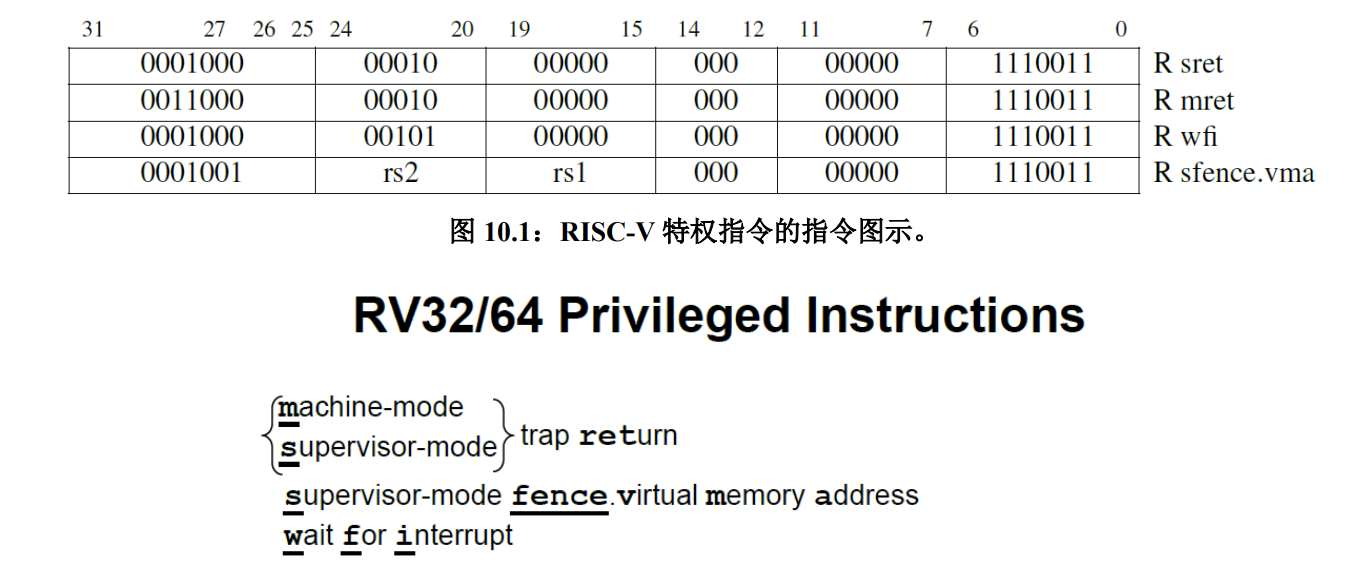 31 27 26 25 24 20 19 15 14 12 11 7 6 0
0001000 00010 00000 000 00000 1110011 R sret
0011000 00010 00000 000 00000 1110011 R mret
0001000 00101 00000 000 00000 1110011 R wfi
0001001 rs2 rs1 000 00000 1110011 R sfence.vma
图 10.1：RISC-V 特权指令的指令图示。
RV32/64 Privileged Instructions
machine-mode
supervisor-mode
trap return
supervisor-mode fence.virtual memory address
wait for interrupt